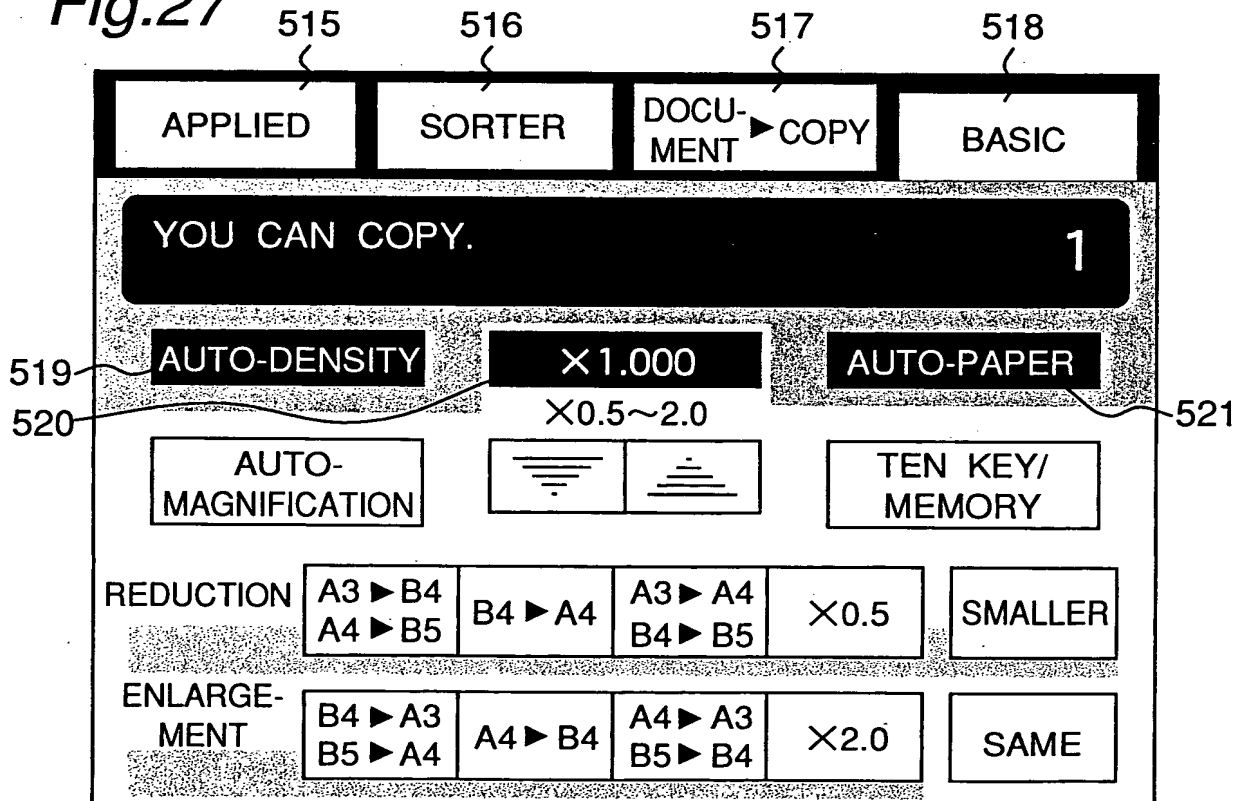 Fig.27
515 516 517 518
APPLIED
SORTER
DOCU-
MENT ▶ COPY
BASIC
YOU CAN COPY. 1
519
AUTO-DENSITY
×1.000
AUTO-PAPER
520
×0.5~2.0
521
AUTO-
MAGNIFICATION
TEN KEY/
MEMORY
REDUCTION
A3 ▶ B4
A4 ▶ B5
B4 ▶ A4
A3 ▶ A4
B4 ▶ B5
×0.5
SMALLER
ENLARGE-
MENT
B4 ▶ A3
B5 ▶ A4
A4 ▶ B4
A4 ▶ A3
B5 ▶ B4
×2.0
SAME